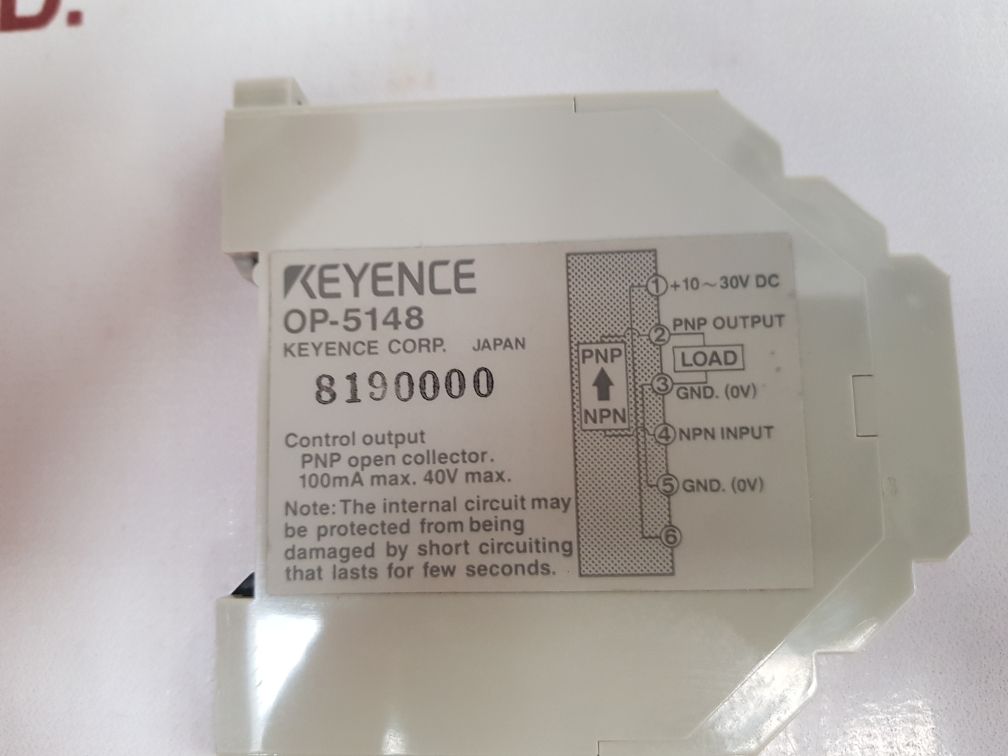 D.
KEYENCE
OP-5148
KEYENCE CORP. JAPAN
8190000
Control output
PNP open collector.
100mA max. 40V max.
Note: The internal circuit may
be protected from being
damaged by short circuiting
that lasts for few seconds.
PNP
NPN
1 +10～30V DC
2 PNP OUTPUT
LOAD
3 GND. (0V)
4 NPN INPUT
5 GND. (0V)
6